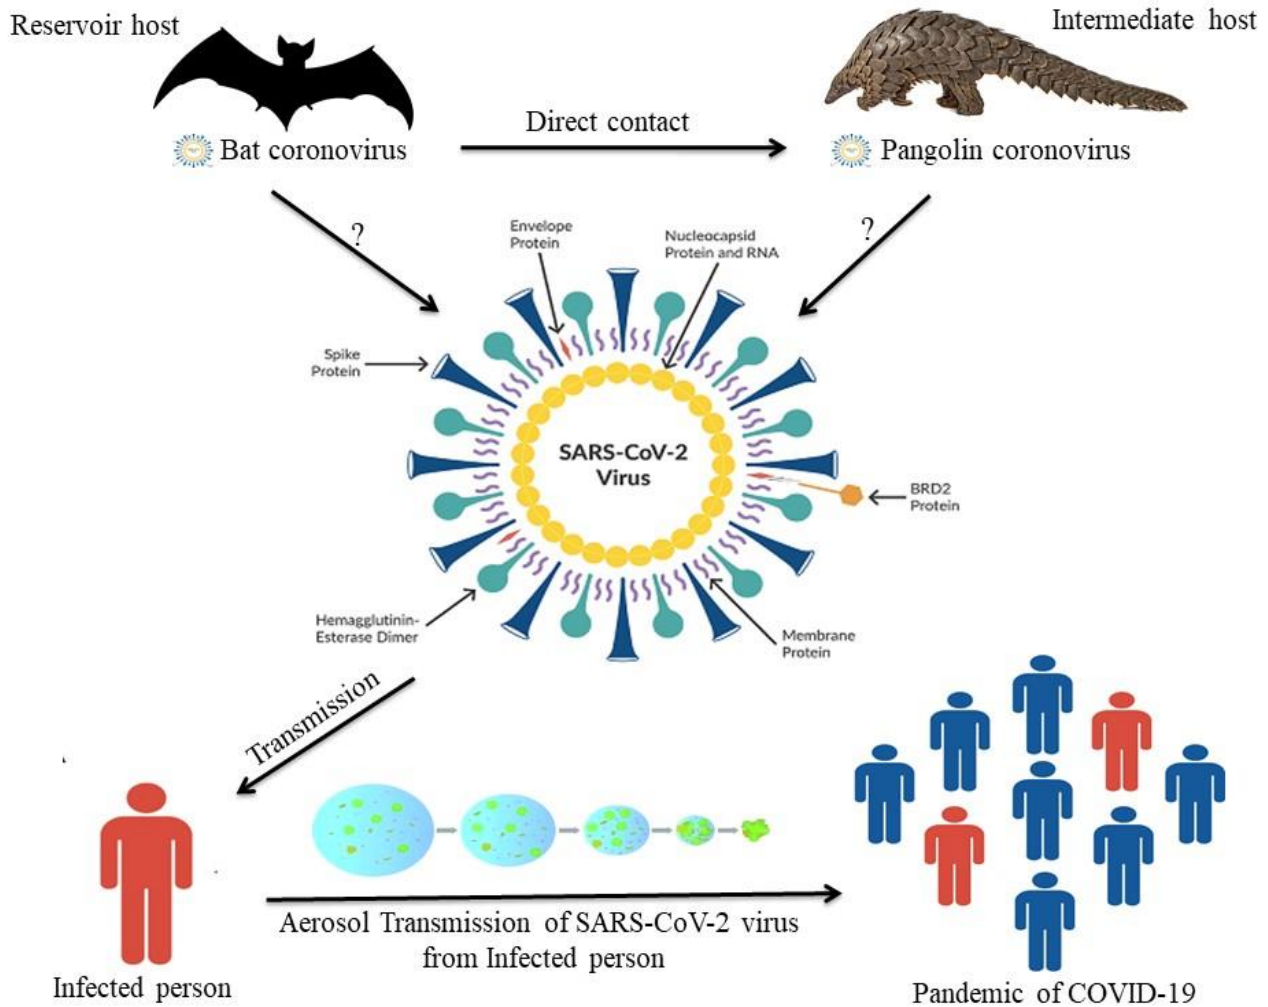 Reservoir host
Intermediate host
Direct contact
Bat coronovirus
Pangolin coronovirus
?
?
Envelope
Protein
Nucleocapsid
Protein and RNA
Spike
Protein
SARS-CoV-2
Virus
BRD2
Protein
Hemagglutinin-
Esterase Dimer
Membrane
Protein
Transmission
Aerosol Transmission of SARS-CoV-2 virus
from Infected person
Infected person
Pandemic of COVID-19